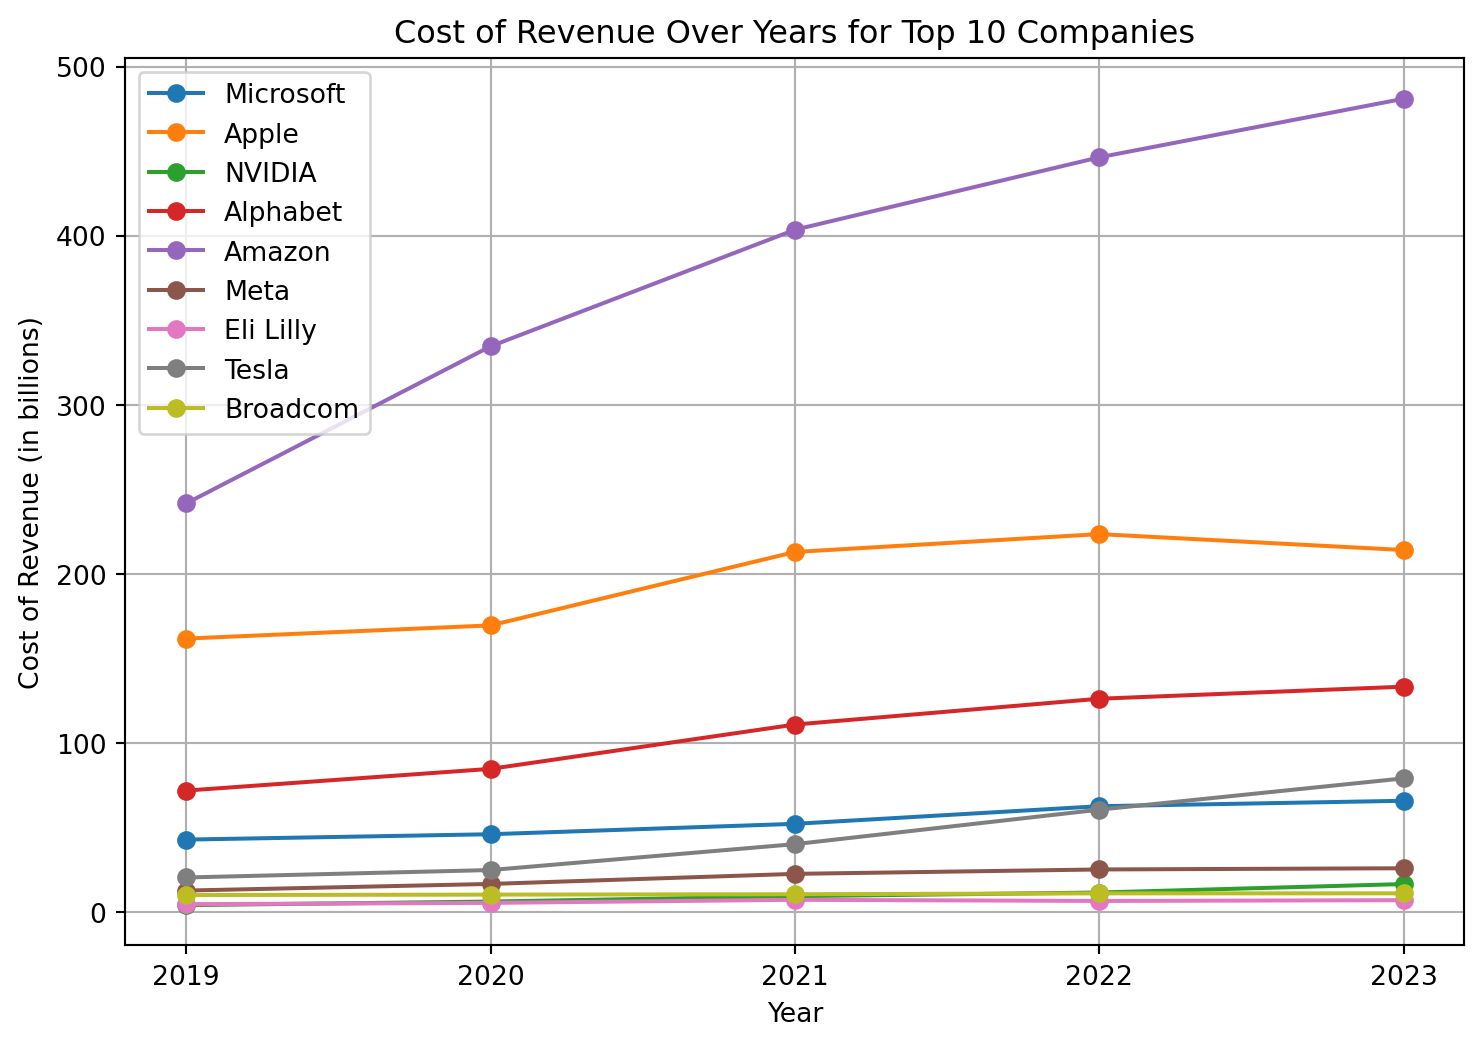 Cost of Revenue Over Years for Top 10 Companies
500
400
300
200
100
0
Cost of Revenue (in billions)
Microsoft
Apple
NVIDIA
Alphabet
Amazon
Meta
Eli Lilly
Tesla
Broadcom
2019
2020
2021
2022
2023
Year